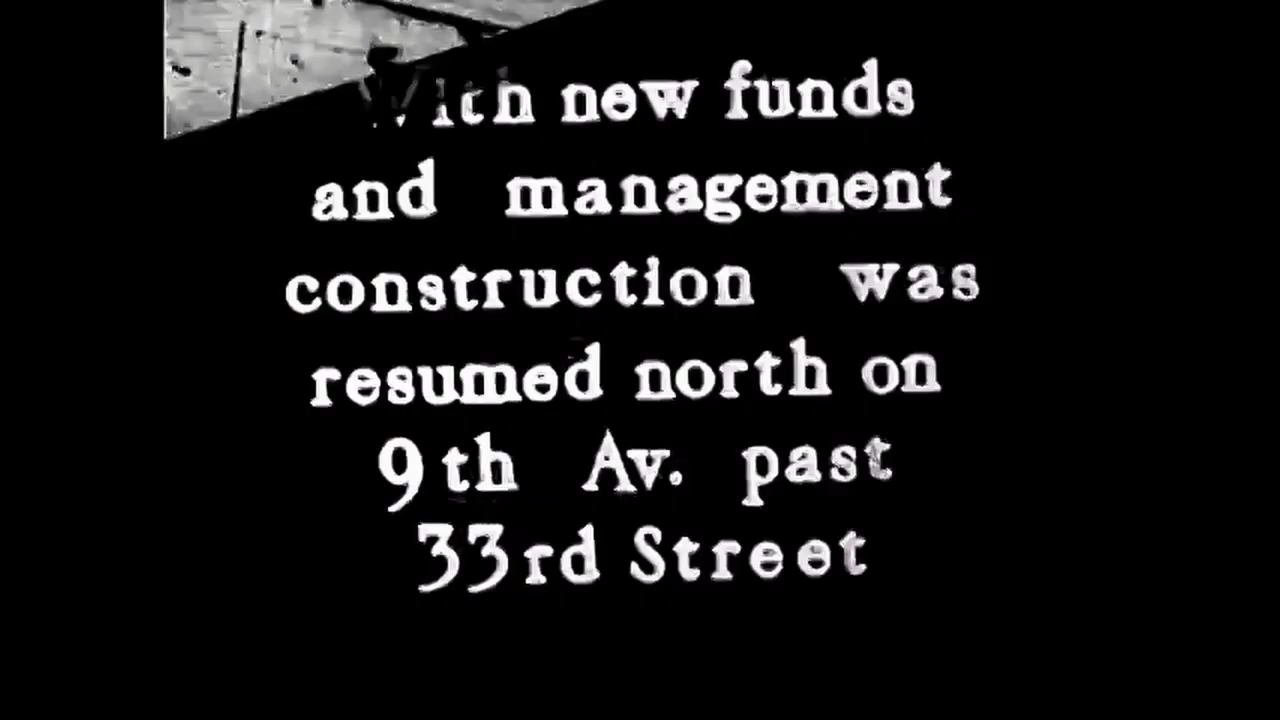 With new funds
and management
construction was
resumed north on
9th Av. past
33rd Street